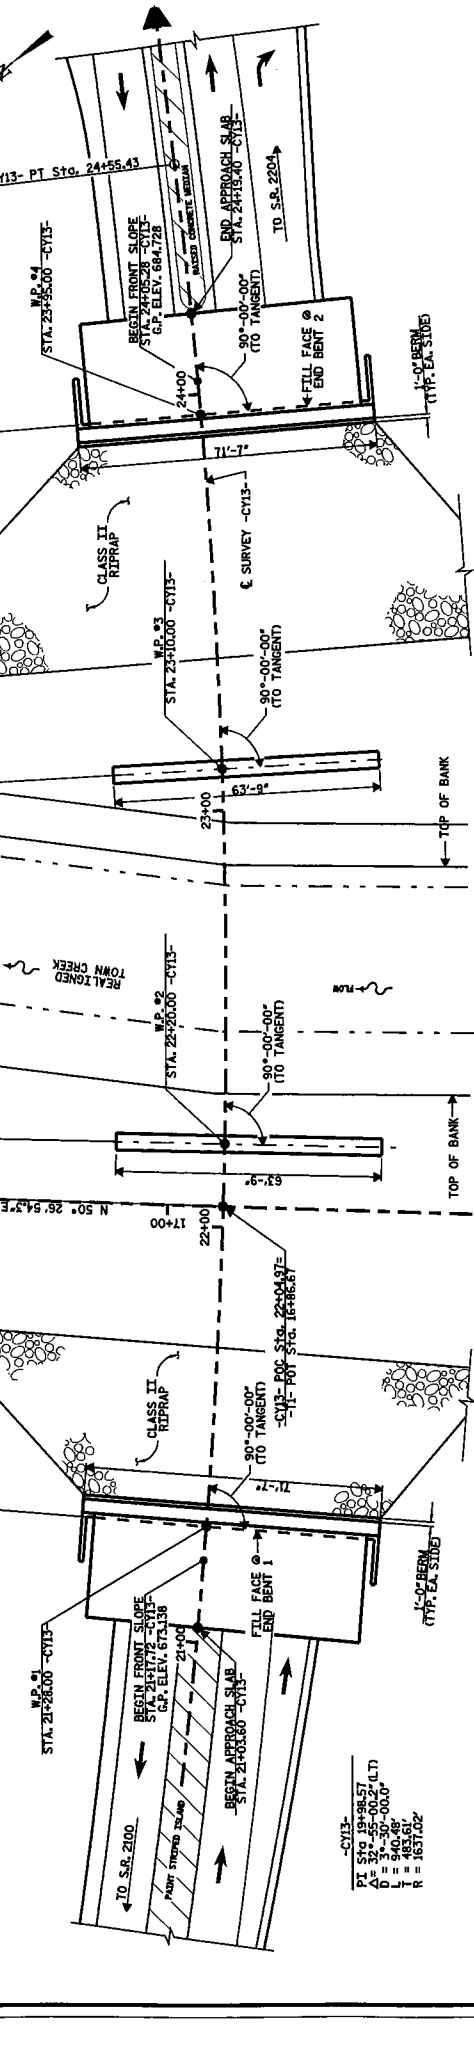 -CY13- PT Sta. 24+55.43
W.P. #4
STA. 23+95.00 -CY13-
BEGIN FRONT SLOPE
STA. 24+05.28 -CY13-
G.P. ELEV. 684.728
RAISED CONCRETE MEDIAN
END APPROACH SLAB
STA. 24+19.40 -CY13-
TO S.R. 2204
90°-00'-00"
(TO TANGENT)
24+00
FILL FACE @
END BENT 2
1'-0" BERM
(TYP. EA. SIDE)
71'-7"
CLASS II
RIPRAP
℄ SURVEY -CY13-
W.P. #3
STA. 23+10.00 -CY13-
90°-00'-00"
(TO TANGENT)
63'-9"
23+00
TOP OF BANK
REALIGNED
TOWN CREEK
FLOW
W.P. #2
STA. 22+20.00 -CY13-
90°-00'-00"
(TO TANGENT)
63'-9"
TOP OF BANK
N 50° 26'54.3" E
17+00
22+00
-CY13- POC Sta. 22+04.97=
-Y1- POT Sta. 16+86.67
CLASS II
RIPRAP
90°-00'-00"
(TO TANGENT)
71'-7"
W.P. #1
STA. 21+28.00 -CY13-
BEGIN FRONT SLOPE
STA. 21+17.72 -CY13-
G.P. ELEV. 673.138
21+00
FILL FACE @
END BENT 1
1'-0" BERM
(TYP. EA. SIDE)
BEGIN APPROACH SLAB
STA. 21+03.60 -CY13-
TO S.R. 2100
PAINT STRIPED ISLAND
-CY13-
PI Sta 19+98.57
Δ = 32°-55'-00.2" (LT)
D = 3°-30'-00.0"
L = 940.48'
T = 483.61'
R = 1637.02'